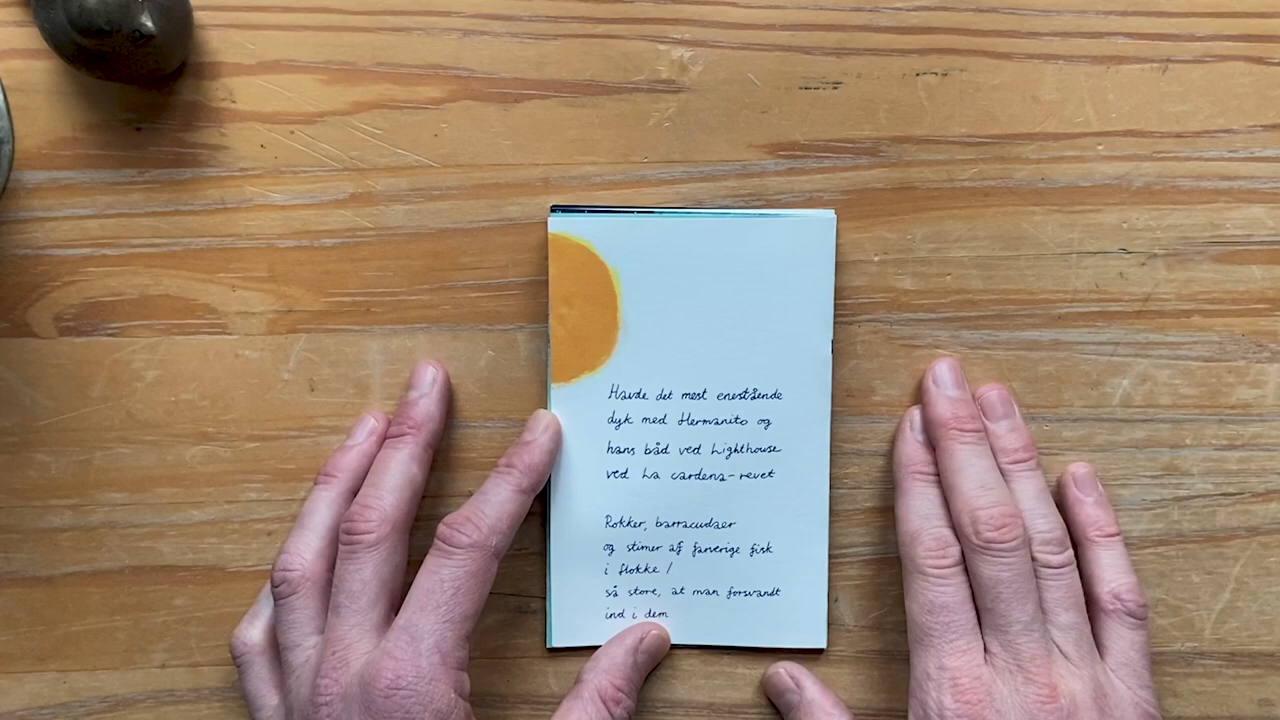 Havde det mest enestående
dyk med Hermanito og
hans båd ved Lighthouse
ved La cardena-revet
Rokker, barracudaer
og stimer af farverige fisk
i flokke /
så store, at man forsvandt
ind i dem